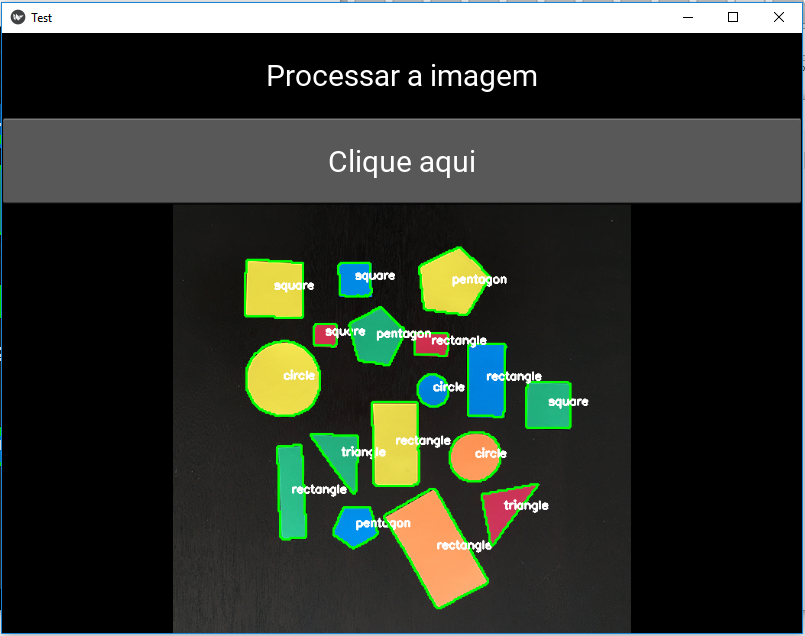 Test
Processar a imagem
Clique aqui
square
square
pentagon
square
pentagon
rectangle
circle
circle
rectangle
square
rectangle
triangle
circle
rectangle
triangle
pentagon
rectangle